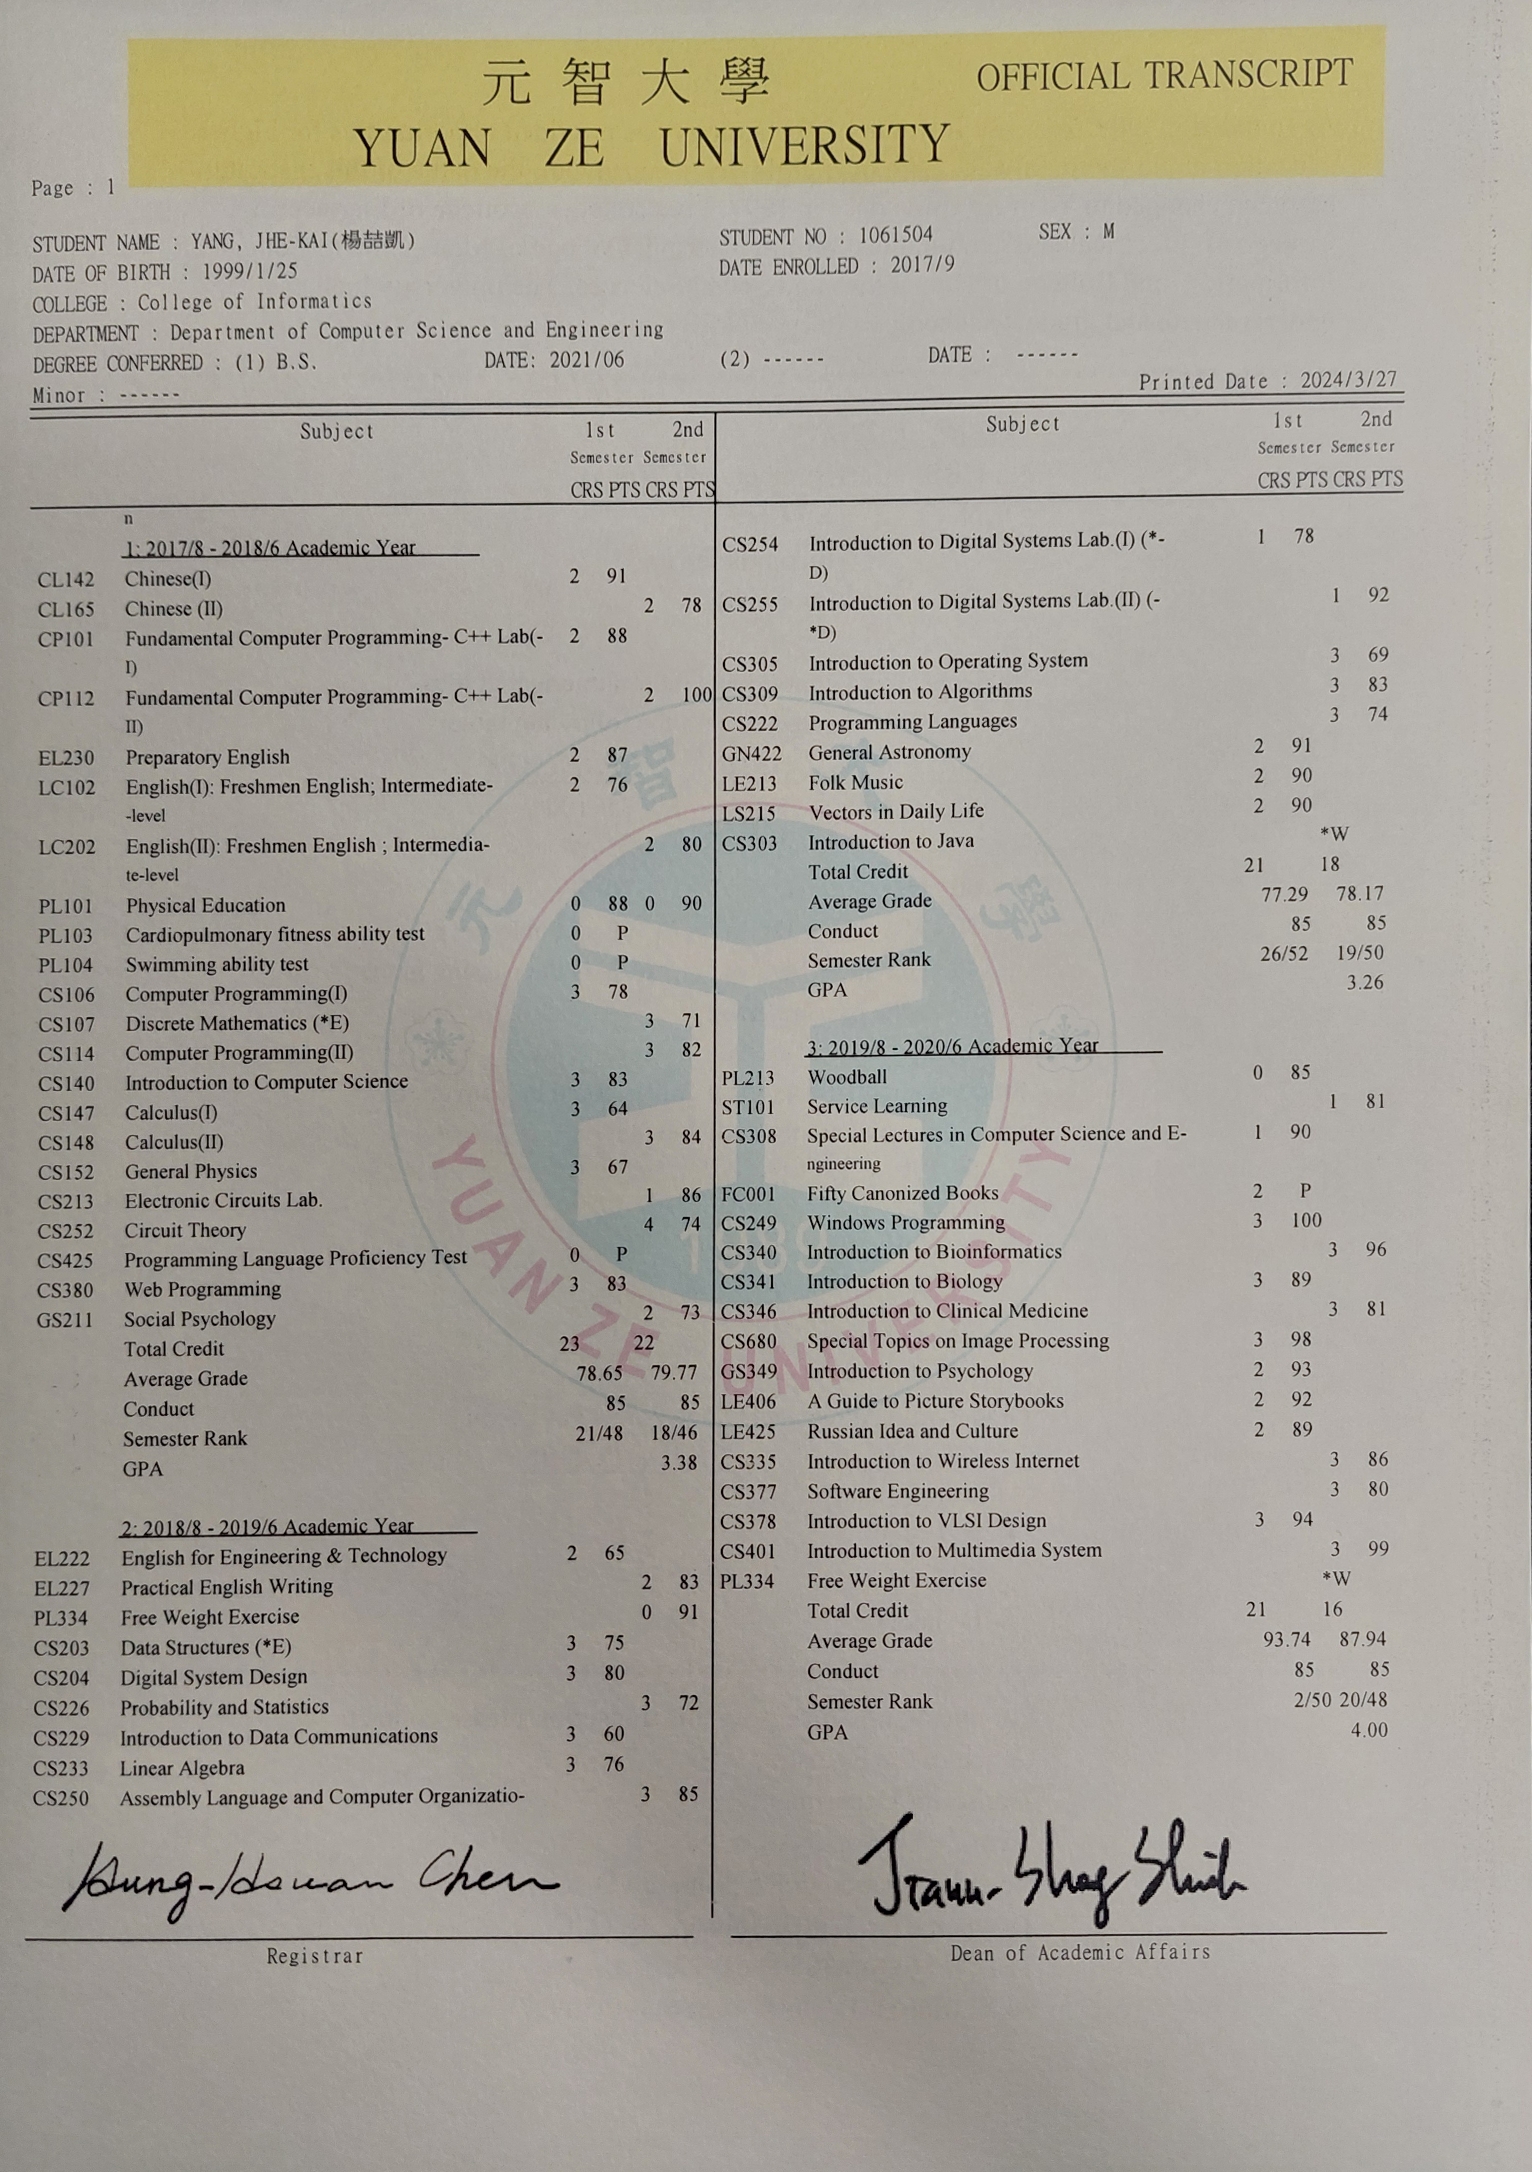 元智大學
OFFICIAL TRANSCRIPT
YUAN ZE UNIVERSITY
Page : 1
STUDENT NAME : YANG, JHE-KAI(楊喆凱)
STUDENT NO : 1061504 SEX : M
DATE OF BIRTH : 1999/1/25
DATE ENROLLED : 2017/9
COLLEGE : College of Informatics
DEPARTMENT : Department of Computer Science and Engineering
DEGREE CONFERRED : (1) B.S. DATE: 2021/06 (2) ------ DATE : ------
Minor : ------
Printed Date : 2024/3/27
Subject 1st 2nd
Semester Semester
CRS PTS CRS PTS
n
1: 2017/8 - 2018/6 Academic Year
CL142 Chinese(I) 2 91
CL165 Chinese (II) 2 78
CP101 Fundamental Computer Programming- C++ Lab(- 2 88
I)
CP112 Fundamental Computer Programming- C++ Lab(- 2 100
II)
EL230 Preparatory English 2 87
LC102 English(I): Freshmen English; Intermediate- 2 76
-level
LC202 English(II): Freshmen English ; Intermedia- 2 80
te-level
PL101 Physical Education 0 88 0 90
PL103 Cardiopulmonary fitness ability test 0 P
PL104 Swimming ability test 0 P
CS106 Computer Programming(I) 3 78
CS107 Discrete Mathematics (*E) 3 71
CS114 Computer Programming(II) 3 82
CS140 Introduction to Computer Science 3 83
CS147 Calculus(I) 3 64
CS148 Calculus(II) 3 84
CS152 General Physics 3 67
CS213 Electronic Circuits Lab. 1 86
CS252 Circuit Theory 4 74
CS425 Programming Language Proficiency Test 0 P
CS380 Web Programming 3 83
GS211 Social Psychology 2 73
Total Credit 23 22
Average Grade 78.65 79.77
Conduct 85 85
Semester Rank 21/48 18/46
GPA 3.38
2: 2018/8 - 2019/6 Academic Year
EL222 English for Engineering & Technology 2 65
EL227 Practical English Writing 2 83
PL334 Free Weight Exercise 0 91
CS203 Data Structures (*E) 3 75
CS204 Digital System Design 3 80
CS226 Probability and Statistics 3 72
CS229 Introduction to Data Communications 3 60
CS233 Linear Algebra 3 76
CS250 Assembly Language and Computer Organizatio- 3 85
Subject 1st 2nd
Semester Semester
CRS PTS CRS PTS
CS254 Introduction to Digital Systems Lab.(I) (*- 1 78
D)
CS255 Introduction to Digital Systems Lab.(II) (- 1 92
*D)
CS305 Introduction to Operating System 3 69
CS309 Introduction to Algorithms 3 83
CS222 Programming Languages 3 74
GN422 General Astronomy 2 91
LE213 Folk Music 2 90
LS215 Vectors in Daily Life 2 90
CS303 Introduction to Java *W
Total Credit 21 18
Average Grade 77.29 78.17
Conduct 85 85
Semester Rank 26/52 19/50
GPA 3.26
3: 2019/8 - 2020/6 Academic Year
PL213 Woodball 0 85
ST101 Service Learning 1 81
CS308 Special Lectures in Computer Science and E- 1 90
ngineering
FC001 Fifty Canonized Books 2 P
CS249 Windows Programming 3 100
CS340 Introduction to Bioinformatics 3 96
CS341 Introduction to Biology 3 89
CS346 Introduction to Clinical Medicine 3 81
CS680 Special Topics on Image Processing 3 98
GS349 Introduction to Psychology 2 93
LE406 A Guide to Picture Storybooks 2 92
LE425 Russian Idea and Culture 2 89
CS335 Introduction to Wireless Internet 3 86
CS377 Software Engineering 3 80
CS378 Introduction to VLSI Design 3 94
CS401 Introduction to Multimedia System 3 99
PL334 Free Weight Exercise *W
Total Credit 21 16
Average Grade 93.74 87.94
Conduct 85 85
Semester Rank 2/50 20/48
GPA 4.00
元智大學
YUAN ZE UNIVERSITY
1989
Chen
Registrar
Dean of Academic Affairs